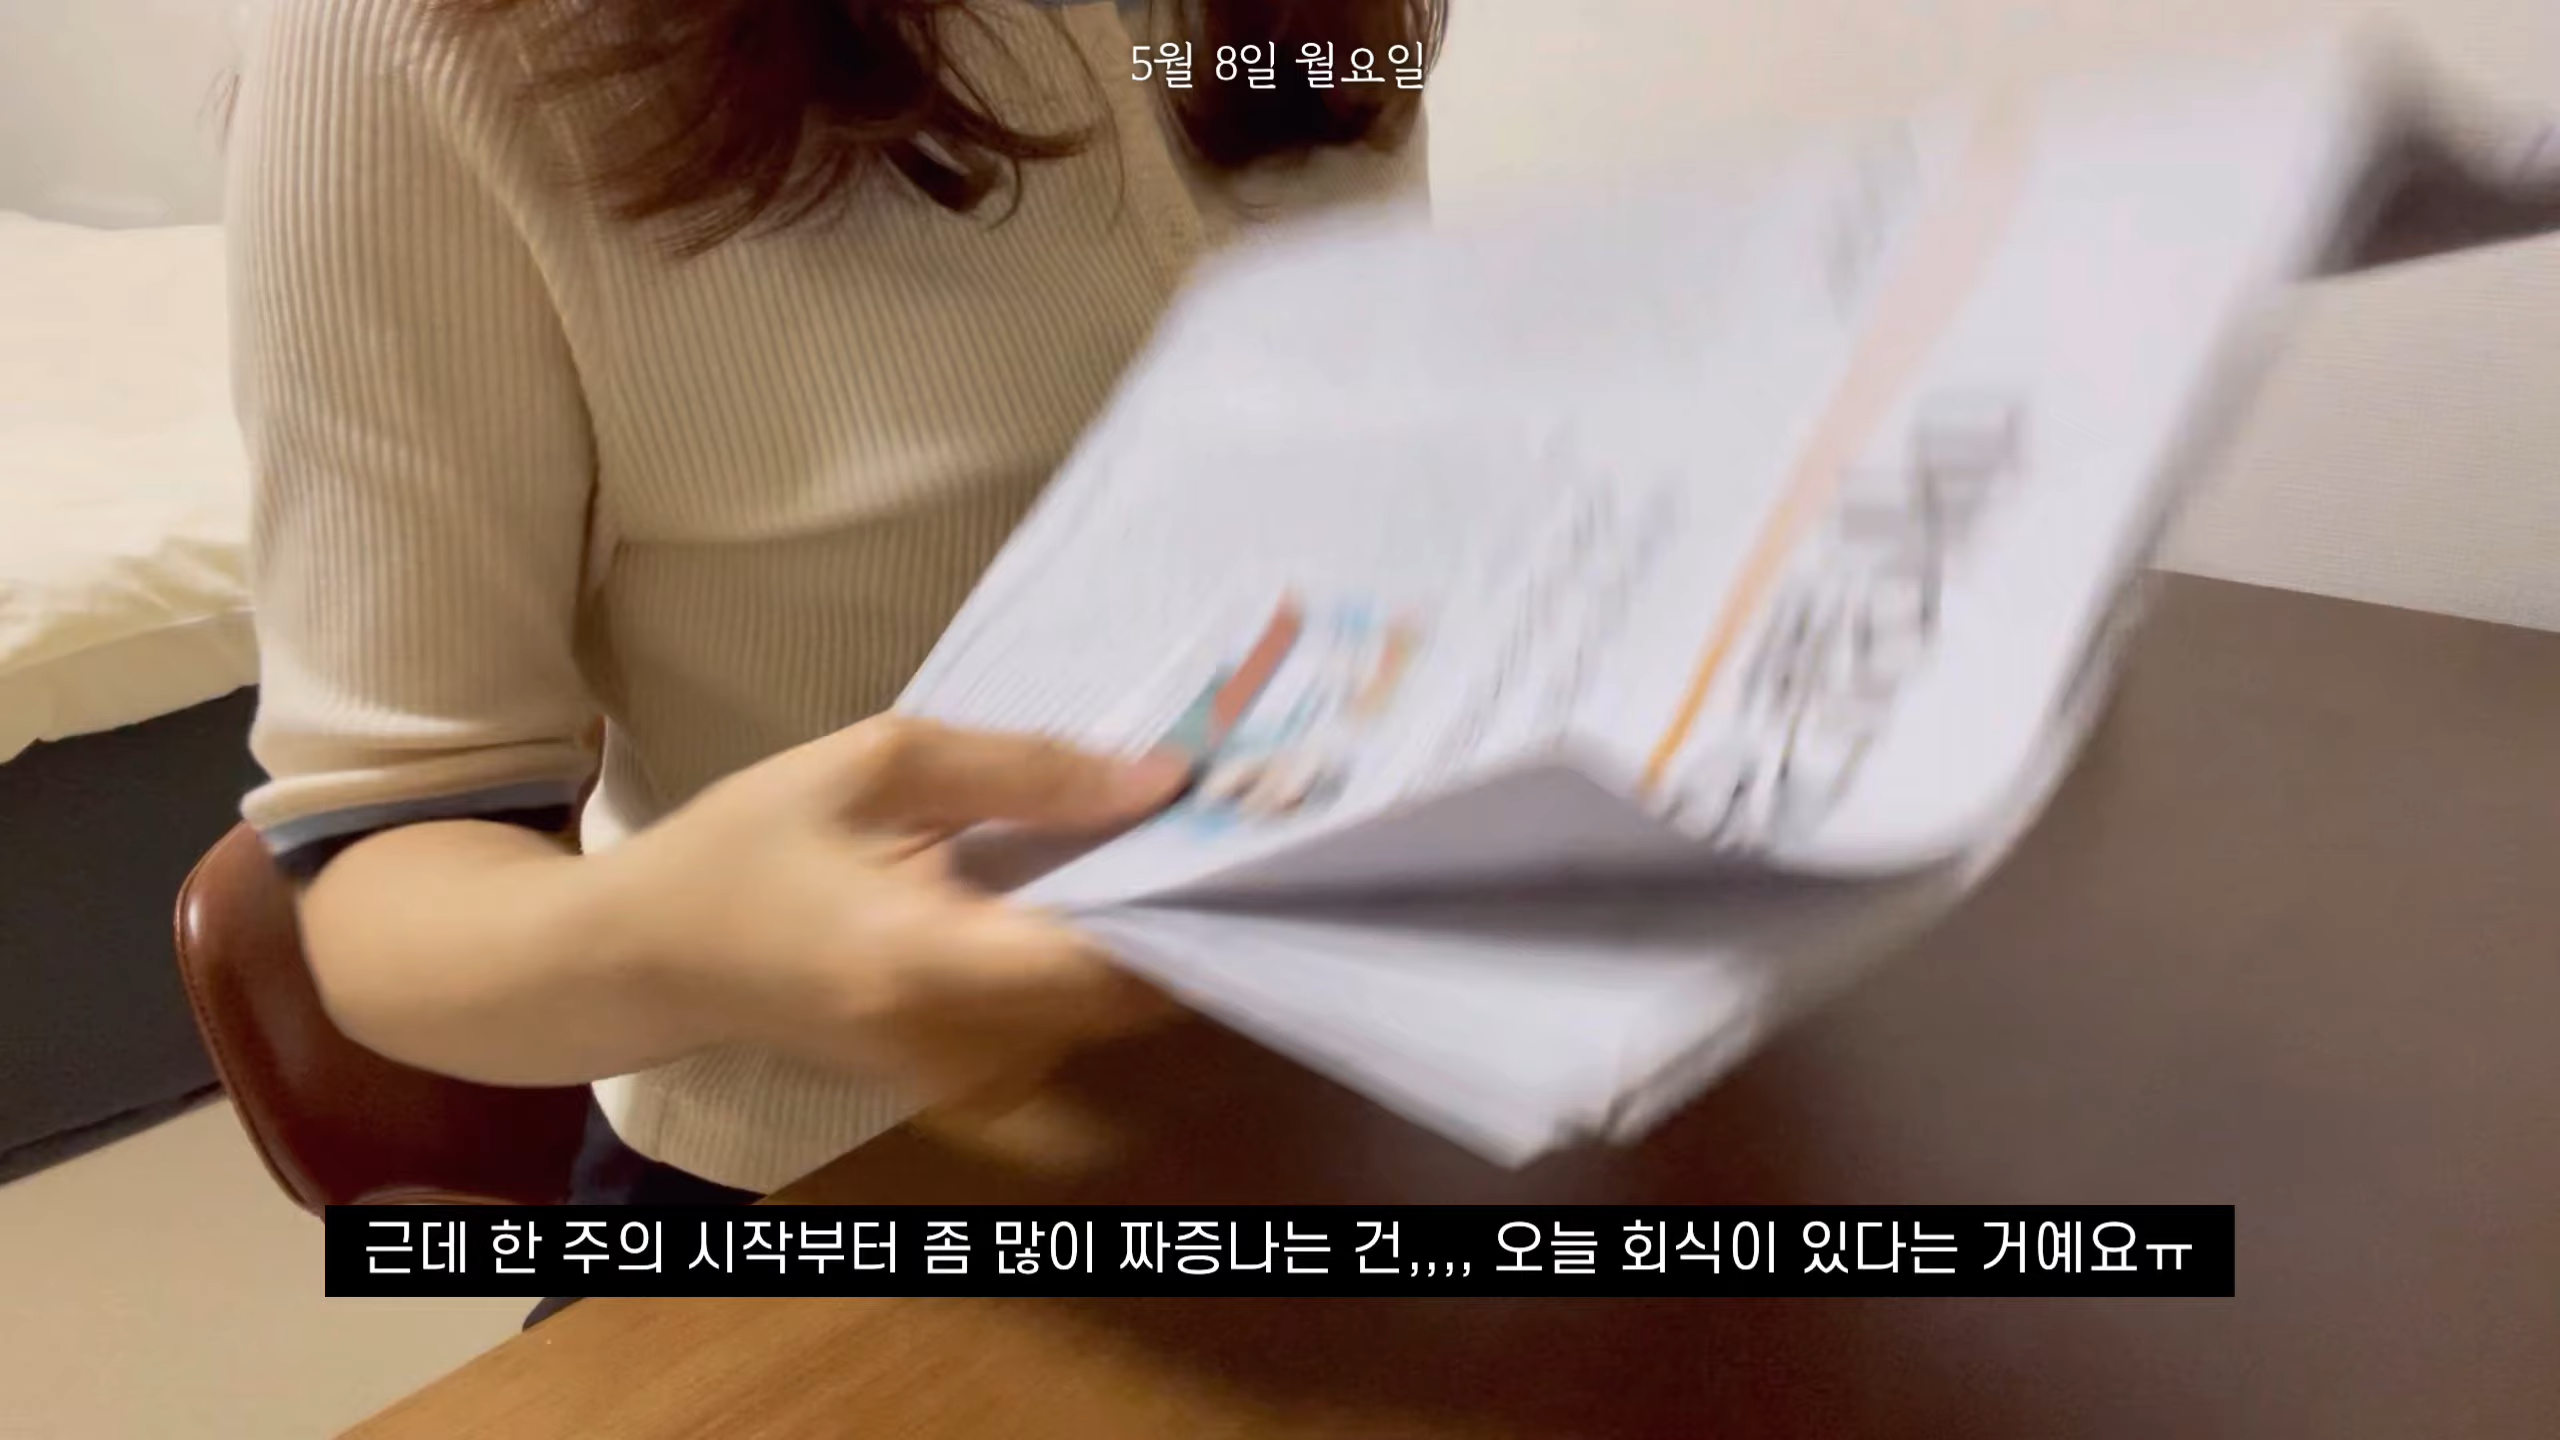 5월 8일 월요일
근데 한 주의 시작부터 좀 많이 짜증나는 건,,,, 오늘 회식이 있다는 거예요ㅠ